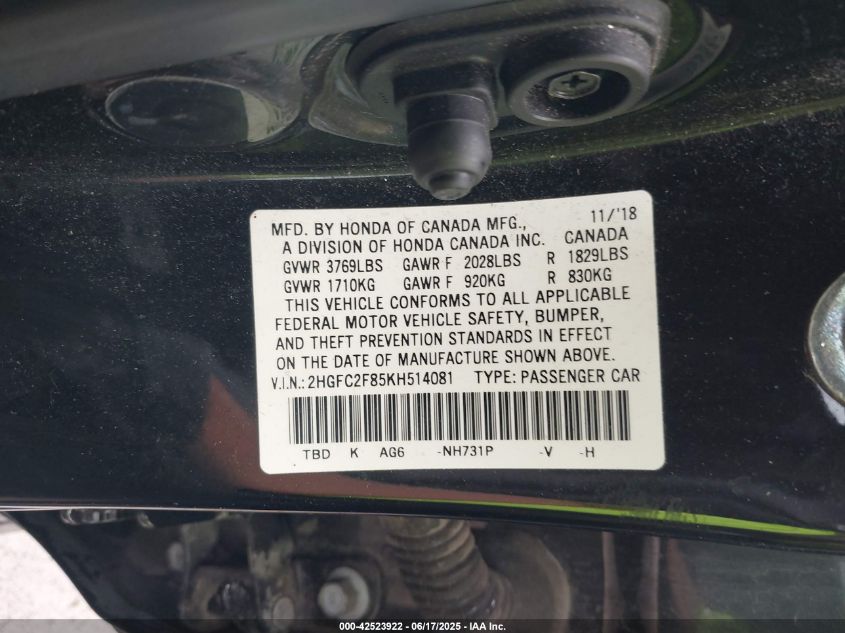 MFD. BY HONDA OF CANADA MFG., 11/'18
A DIVISION OF HONDA CANADA INC. CANADA
GVWR 3769LBS GAWR F 2028LBS R 1829LBS
GVWR 1710KG GAWR F 920KG R 830KG
THIS VEHICLE CONFORMS TO ALL APPLICABLE
FEDERAL MOTOR VEHICLE SAFETY, BUMPER,
AND THEFT PREVENTION STANDARDS IN EFFECT
ON THE DATE OF MANUFACTURE SHOWN ABOVE.
V.I.N.: 2HGFC2F85KH514081 TYPE: PASSENGER CAR
TBD K AG6 -NH731P -V -H
000-42523922 - 06/17/2025 - IAA Inc.